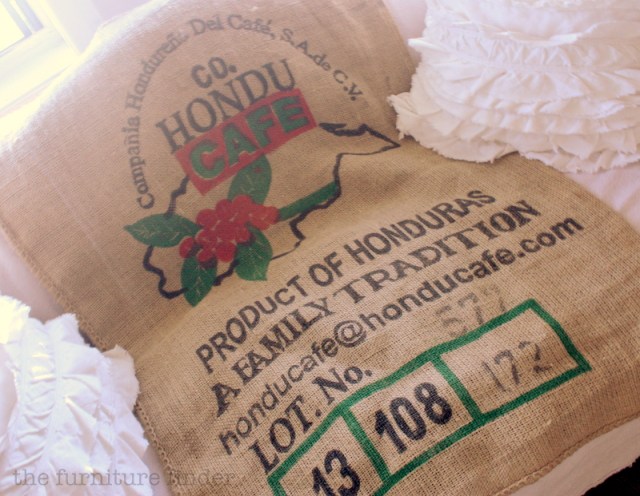 Compañia Hondureña Del Café, S.A. de C.V.
CO.
HONDU
CAFE
PRODUCT OF HONDURAS
A FAMILY TRADITION
honducafe@honducafe.com
577
LOT. No.
13 108 172
the furniture finder